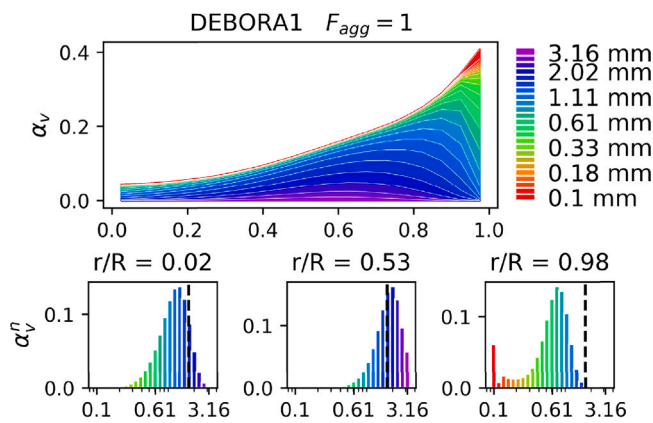 DEBORA1 F_agg = 1
α_v
0.4
0.2
0.0
0.0 0.2 0.4 0.6 0.8 1.0
3.16 mm
2.02 mm
1.11 mm
0.61 mm
0.33 mm
0.18 mm
0.1 mm
r/R = 0.02 r/R = 0.53 r/R = 0.98
α_v^n
0.1 0.1 0.1
0.0 0.0 0.0
0.1 0.61 3.16 0.1 0.61 3.16 0.1 0.61 3.16